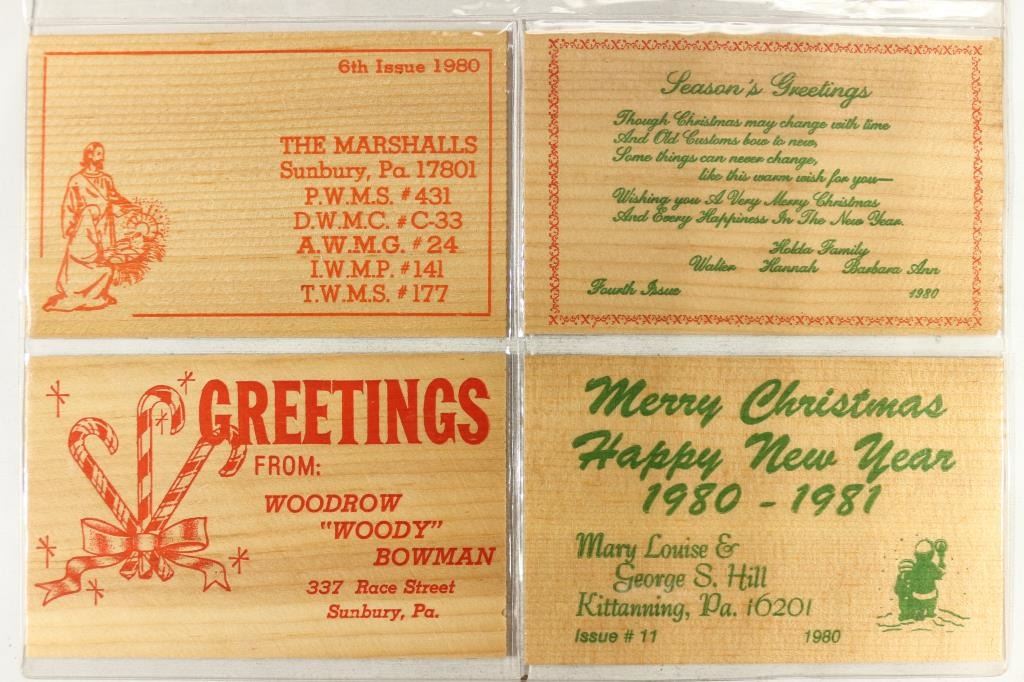 6th Issue 1980
THE MARSHALLS
Sunbury, Pa. 17801
P.W.M.S. #431
D.W.M.C. #C-33
A.W.M.G. #24
I.W.M.P. #141
T.W.M.S. #177
Season's Greetings
Though Christmas may change with time
And Old Customs bow to new,
Some things can never change,
like this warm wish for you—
Wishing you A Very Merry Christmas
And Every Happiness In The New Year.
Holda Family
Walter Hannah Barbara Ann
Fourth Issue 1980
GREETINGS
FROM:
WOODROW
"WOODY"
BOWMAN
337 Race Street
Sunbury, Pa.
Merry Christmas
Happy New Year
1980 - 1981
Mary Louise &
George S. Hill
Kittanning, Pa. 16201
Issue # 11 1980